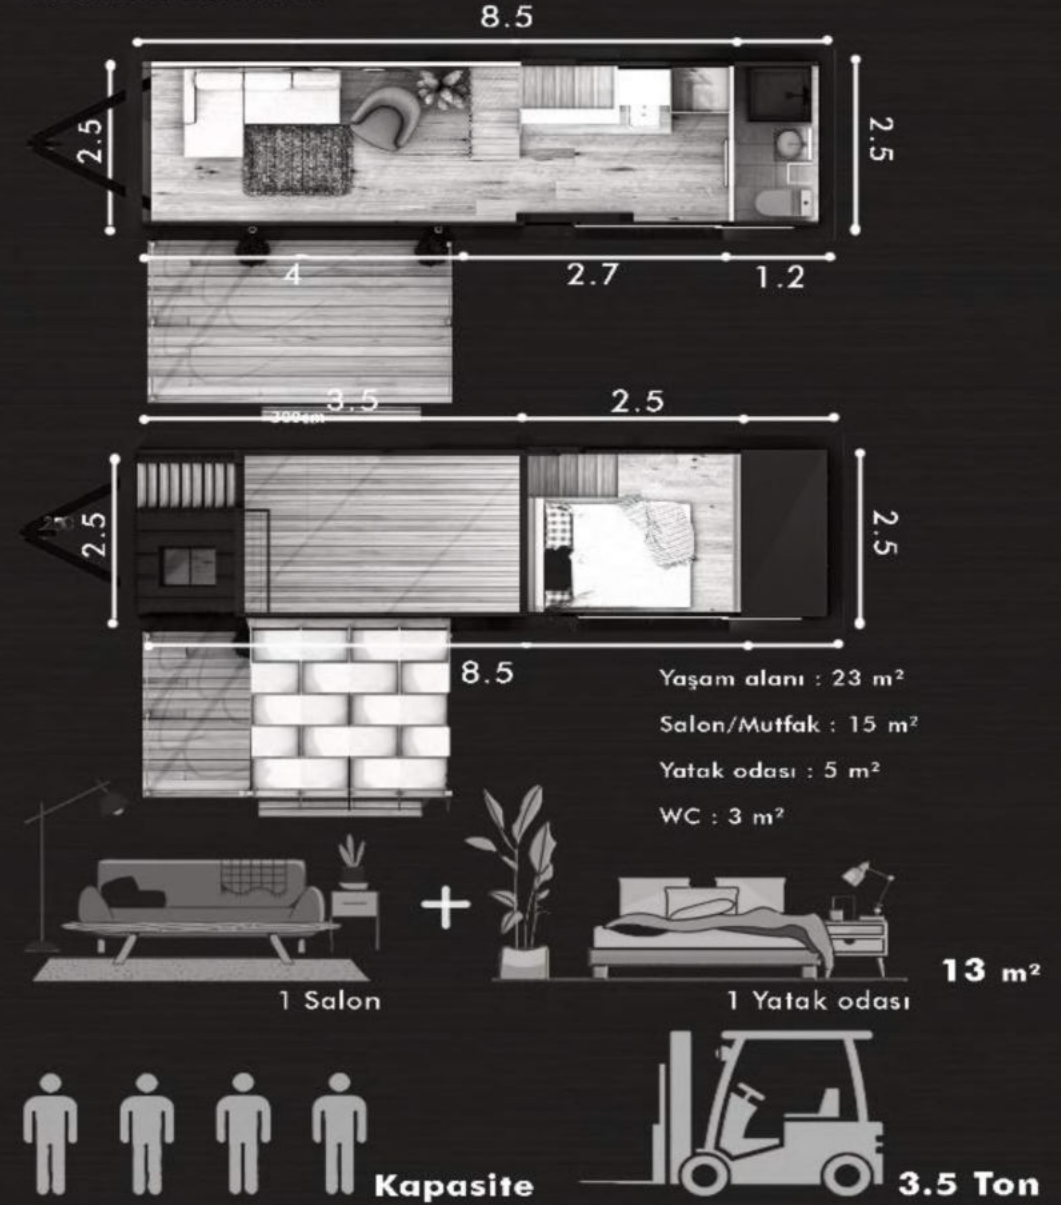 8.5
2.5
2.5
4
2.7
1.2
3.5
2.5
300cm
2.5
2.5
8.5
Yaşam alanı : 23 m²
Salon/Mutfak : 15 m²
Yatak odası : 5 m²
WC : 3 m²
13 m²
1 Salon
1 Yatak odası
Kapasite
3.5 Ton